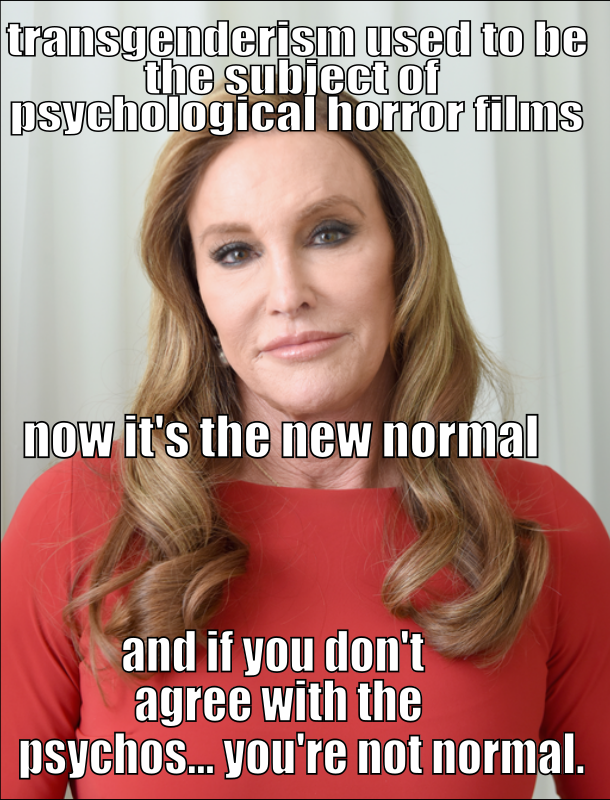 transgenderism used to be
the subject of
psychological horror films
now it's the new normal
and if you don't
agree with the
psychos... you're not normal.